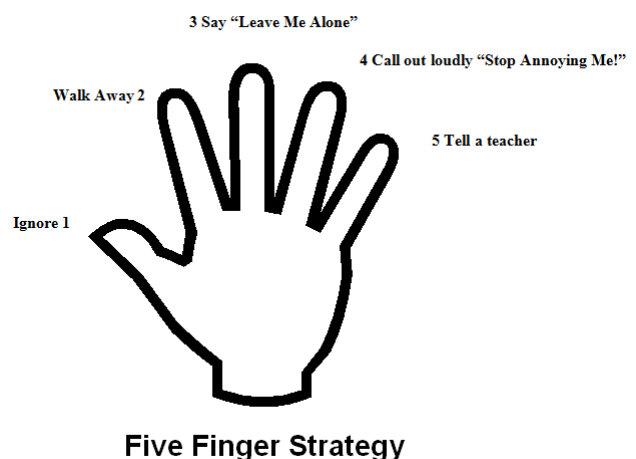 3 Say “Leave Me Alone”
4 Call out loudly “Stop Annoying Me!”
Walk Away 2
5 Tell a teacher
Ignore 1
Five Finger Strategy